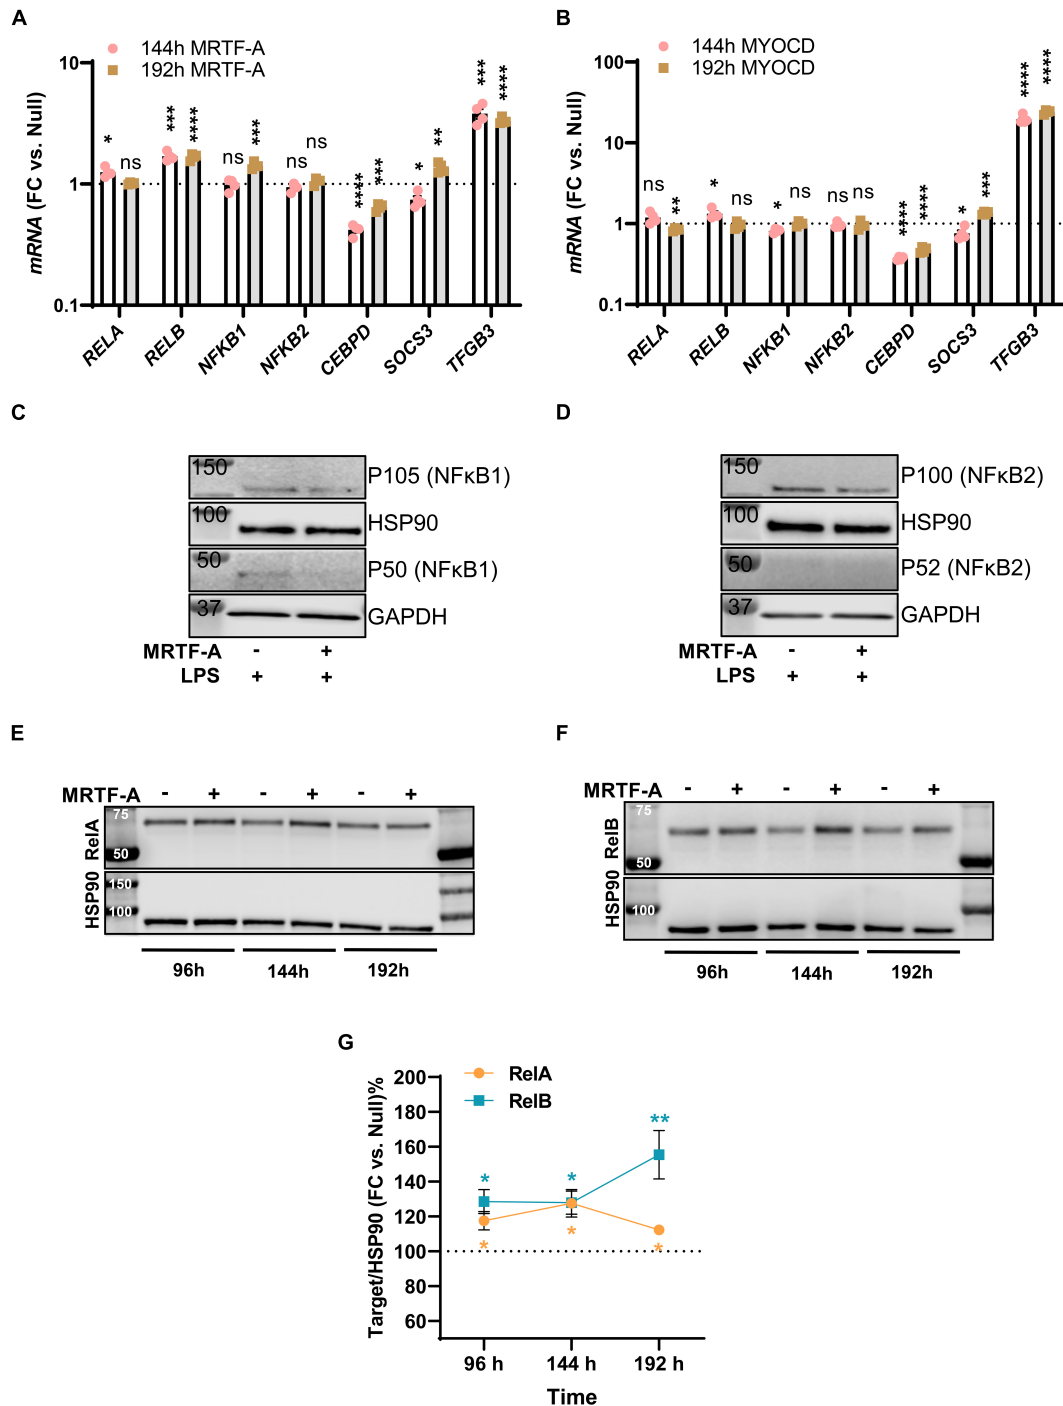 A
144h MRTF-A
192h MRTF-A
mRNA (FC vs. Null)
10
1
0.1
* ns *** **** ns *** ns ns **** *** * ** *** ****
RELA RELB NFKB1 NFKB2 CEBPD SOCS3 TFGB3
B
144h MYOCD
192h MYOCD
mRNA (FC vs. Null)
100
10
1
0.1
ns ** * ns * ns ns ns **** **** * *** **** ****
RELA RELB NFKB1 NFKB2 CEBPD SOCS3 TFGB3
C
150 P105 (NFκB1)
100 HSP90
50 P50 (NFκB1)
37 GAPDH
MRTF-A - +
LPS + +
D
150 P100 (NFκB2)
100 HSP90
50 P52 (NFκB2)
37 GAPDH
MRTF-A - +
LPS + +
E
MRTF-A - + - + - +
RelA
75
50
HSP90
150
100
96h 144h 192h
F
MRTF-A - + - + - +
RelB
75
50
HSP90
100
96h 144h 192h
G
RelA
RelB
Target/HSP90 (FC vs. Null)%
200
180
160
140
120
100
80
60
* * **
* * *
96 h 144 h 192 h
Time